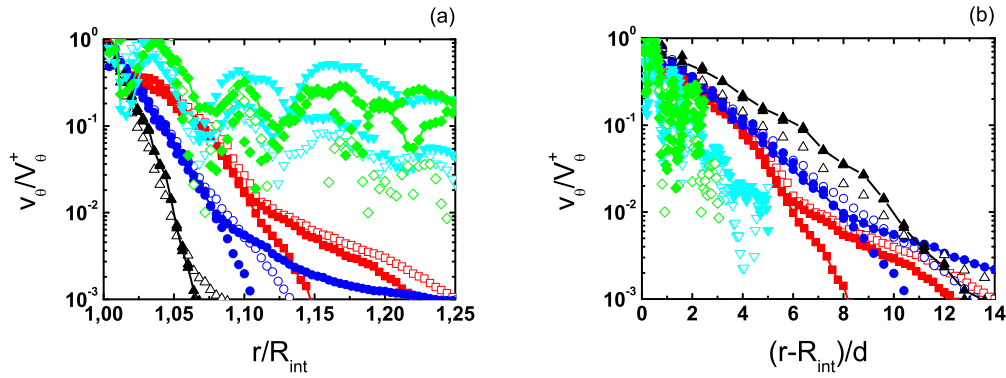 (a)
10⁰
10⁻¹
10⁻²
10⁻³
v_θ/V_θ⁺
1,00 1,05 1,10 1,15 1,20 1,25
r/R_int
(b)
10⁰
10⁻¹
10⁻²
10⁻³
v_θ/V_θ⁺
0 2 4 6 8 10 12 14
(r-R_int)/d